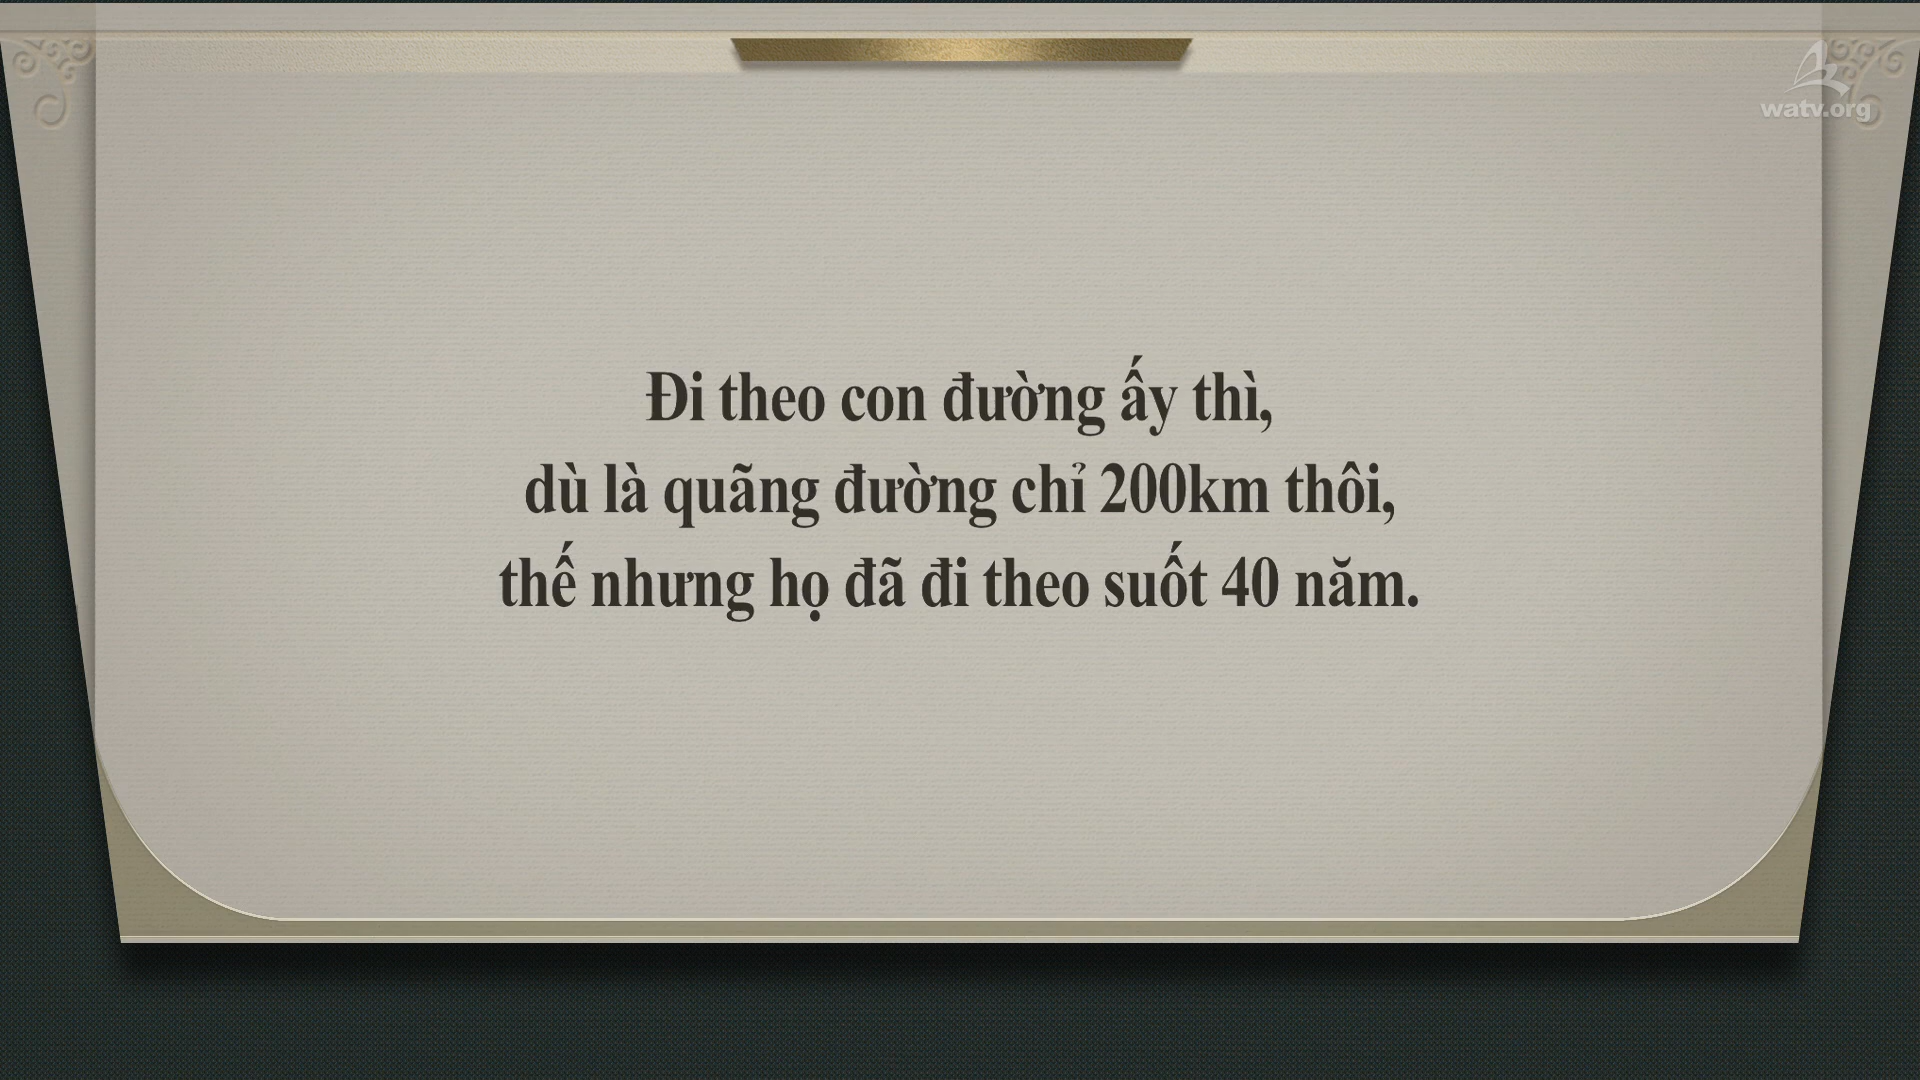 watv.org
Đi theo con đường ấy thì,
dù là quãng đường chỉ 200km thôi,
thế nhưng họ đã đi theo suốt 40 năm.